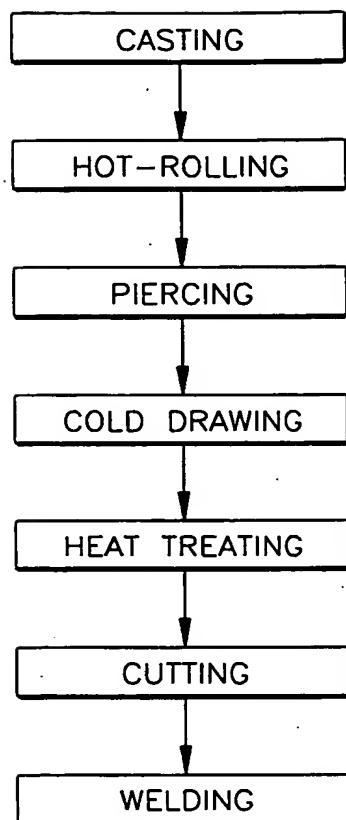 CASTING
HOT-ROLLING
PIERCING
COLD DRAWING
HEAT TREATING
CUTTING
WELDING